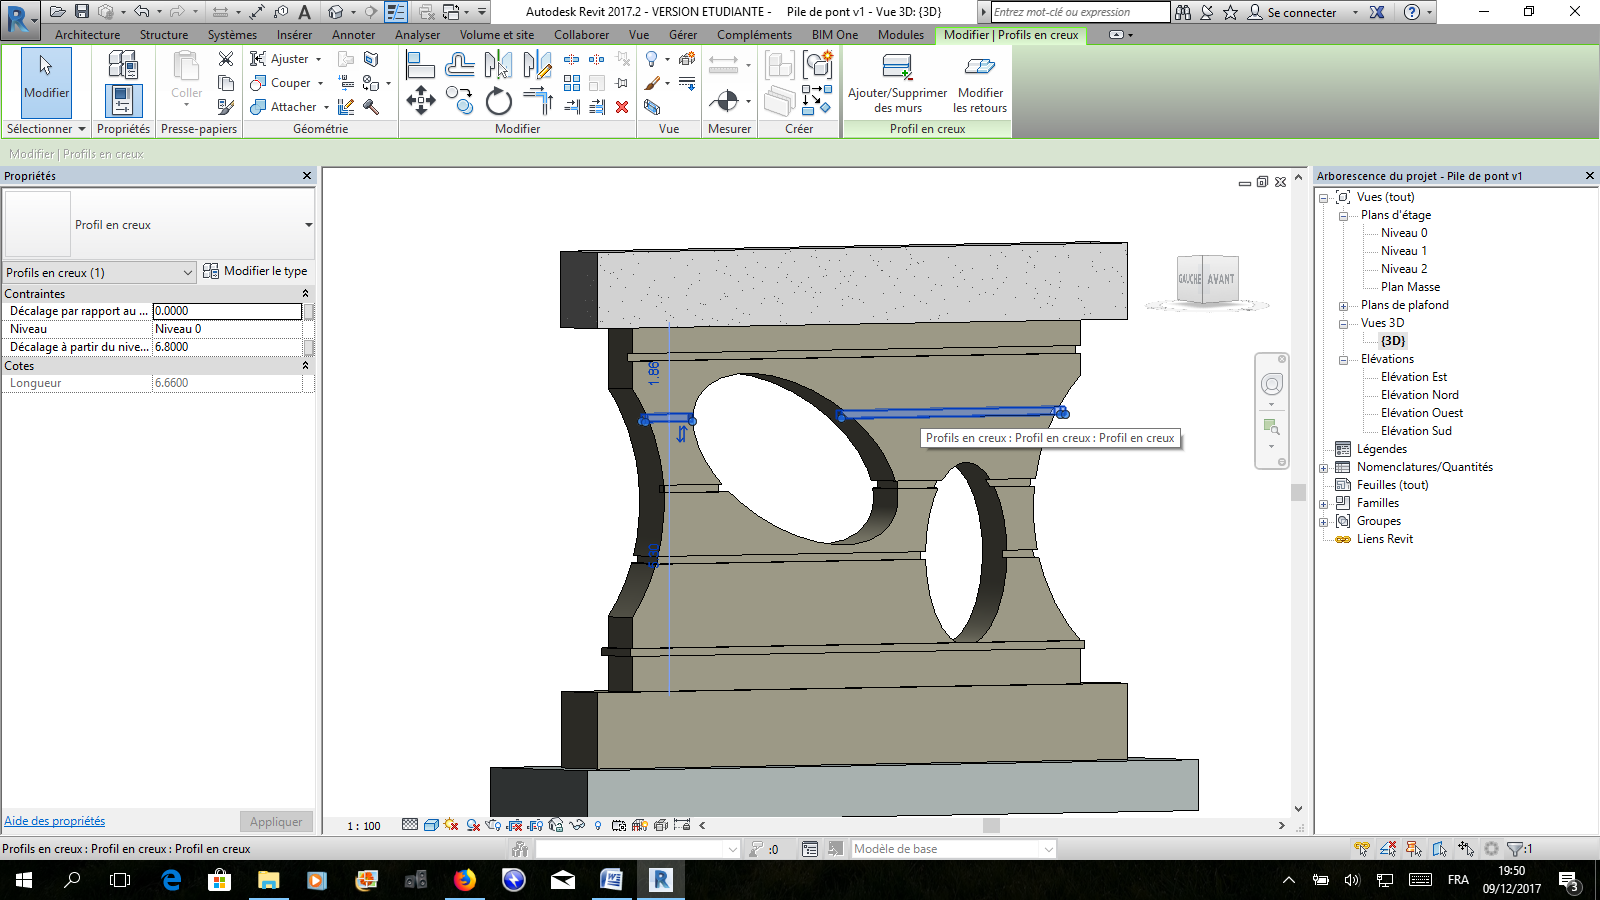 Autodesk Revit 2017.2 - VERSION ETUDIANTE - Pile de pont v1 - Vue 3D: {3D}
Entrez mot-clé ou expression
Se connecter
Architecture Structure Systèmes Insérer Annoter Analyser Volume et site Collaborer Vue Gérer Compléments BIM One Modules Modifier | Profils en creux
Modifier
Coller
Ajuster
Couper
Attacher
Ajouter/Supprimer
des murs
Modifier
les retours
Sélectionner Propriétés Presse-papiers Géométrie Modifier Vue Mesurer Créer Profil en creux
Modifier | Profils en creux
Propriétés
Profil en creux
Profils en creux (1)
Modifier le type
Contraintes
Décalage par rapport au ... 0.0000
Niveau Niveau 0
Décalage à partir du nive... 6.8000
Cotes
Longueur 6.6600
Aide des propriétés
Appliquer
1.86
GAUCHE AVANT
Profils en creux : Profil en creux : Profil en creux
1 : 100
Arborescence du projet - Pile de pont v1
Vues (tout)
Plans d'étage
Niveau 0
Niveau 1
Niveau 2
Plan Masse
Plans de plafond
Vues 3D
{3D}
Elévations
Elévation Est
Elévation Nord
Elévation Ouest
Elévation Sud
Légendes
Nomenclatures/Quantités
Feuilles (tout)
Familles
Groupes
Liens Revit
Profils en creux : Profil en creux : Profil en creux
:0
Modèle de base
:1
FRA
19:50
09/12/2017
3